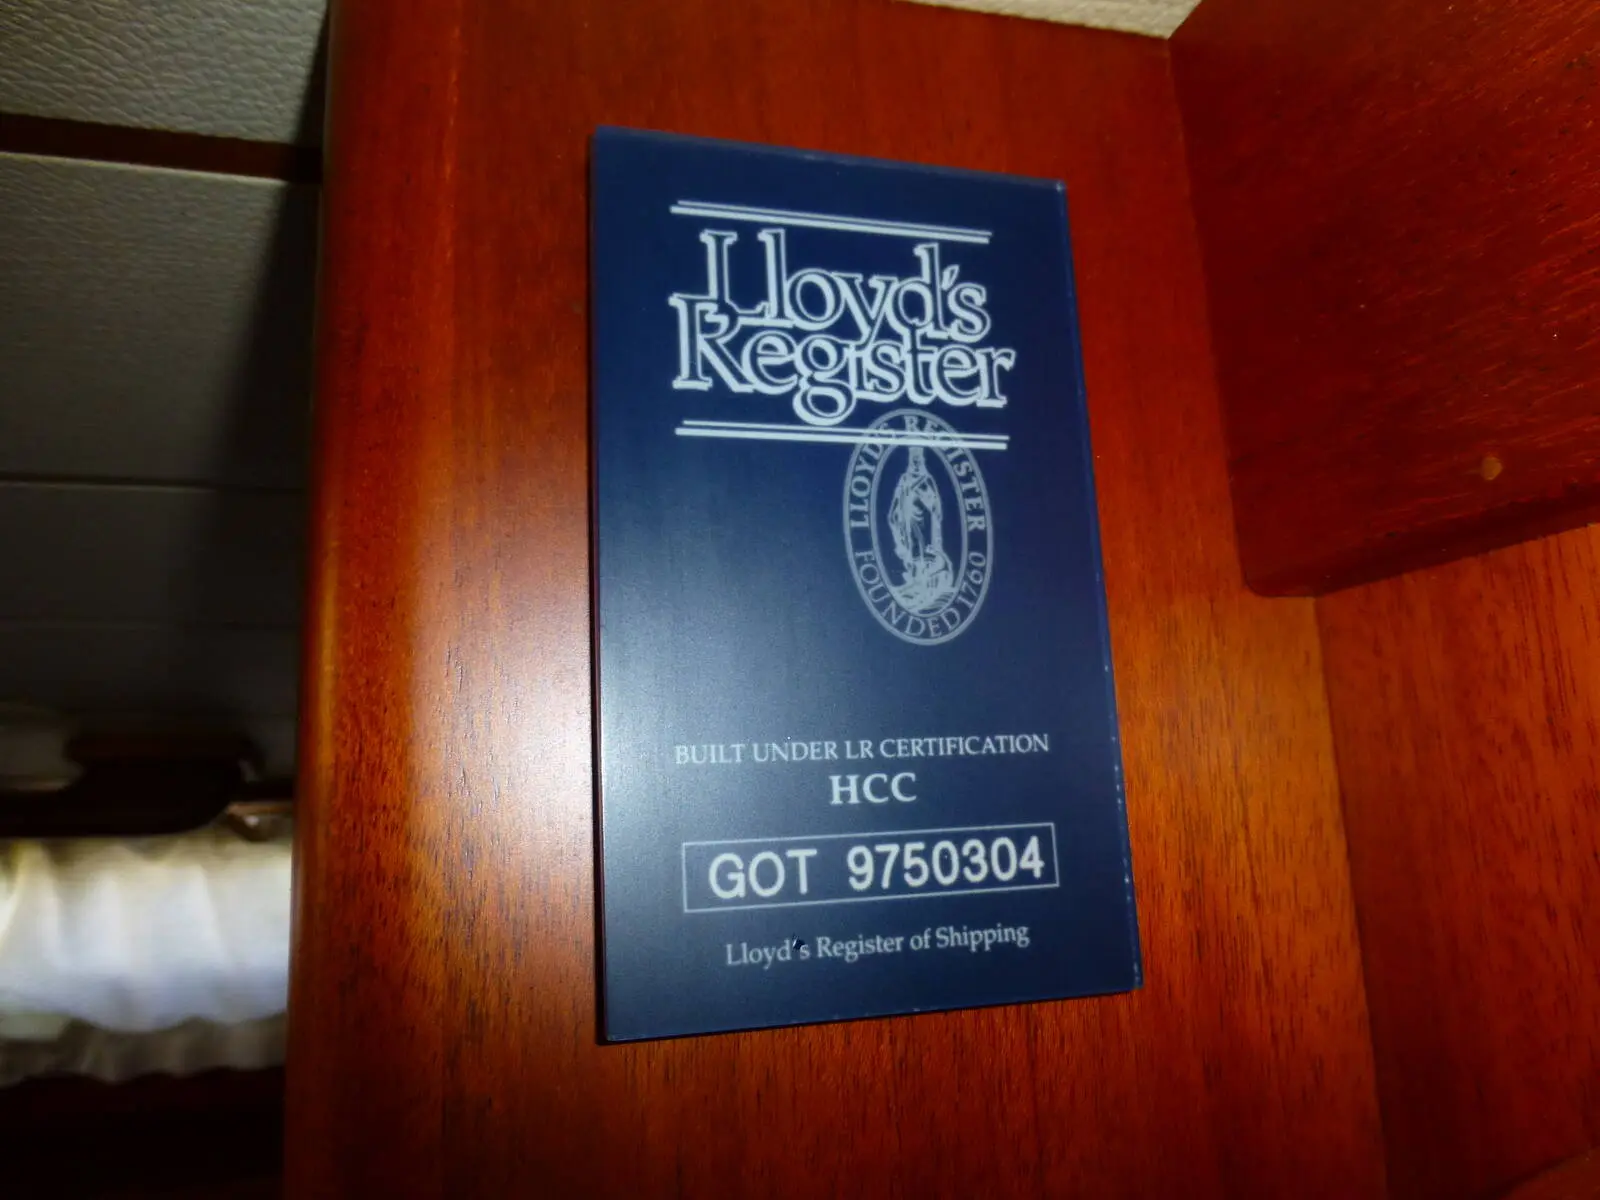 Lloyd's
Register
LLOYD'S REGISTER
FOUNDED 1760
BUILT UNDER LR CERTIFICATION
HCC
GOT 9750304
Lloyd's Register of Shipping